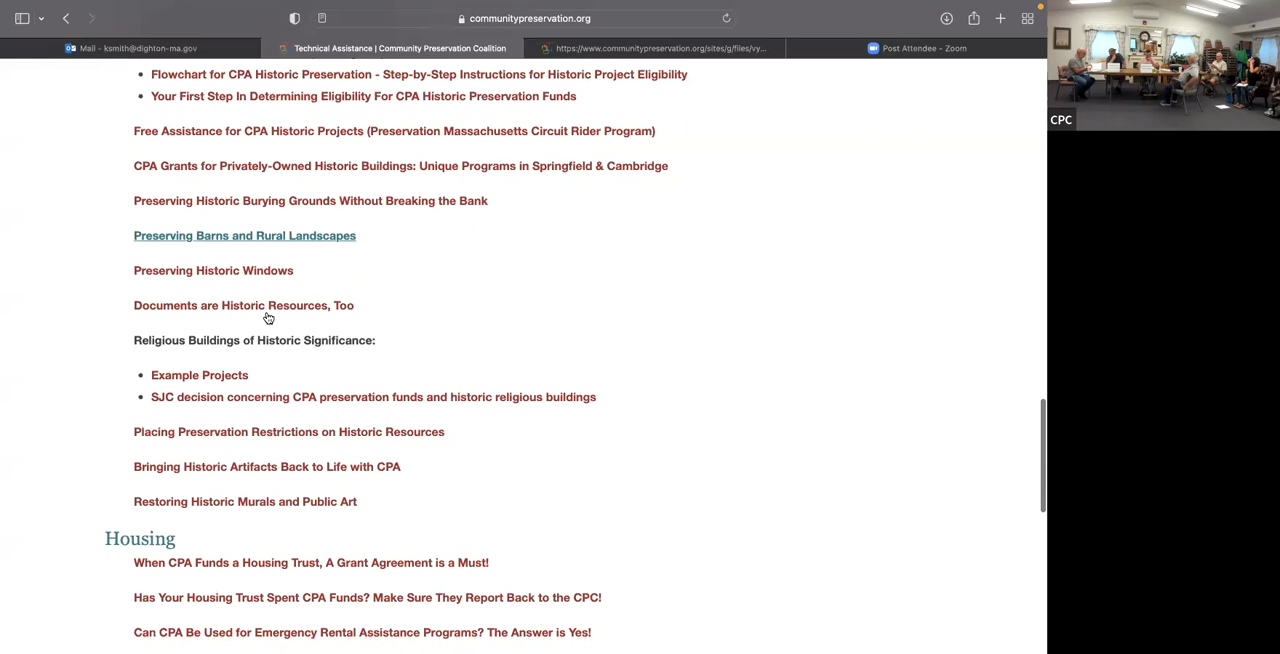 communitypreservation.org
Mail - ksmith@dighton-ma.gov
Technical Assistance | Community Preservation Coalition
https://www.communitypreservation.org/sites/g/files/vy...
Post Attendee - Zoom
CPC
Flowchart for CPA Historic Preservation - Step-by-Step Instructions for Historic Project Eligibility
Your First Step In Determining Eligibility For CPA Historic Preservation Funds
Free Assistance for CPA Historic Projects (Preservation Massachusetts Circuit Rider Program)
CPA Grants for Privately-Owned Historic Buildings: Unique Programs in Springfield & Cambridge
Preserving Historic Burying Grounds Without Breaking the Bank
Preserving Barns and Rural Landscapes
Preserving Historic Windows
Documents are Historic Resources, Too
Religious Buildings of Historic Significance:
Example Projects
SJC decision concerning CPA preservation funds and historic religious buildings
Placing Preservation Restrictions on Historic Resources
Bringing Historic Artifacts Back to Life with CPA
Restoring Historic Murals and Public Art
Housing
When CPA Funds a Housing Trust, A Grant Agreement is a Must!
Has Your Housing Trust Spent CPA Funds? Make Sure They Report Back to the CPC!
Can CPA Be Used for Emergency Rental Assistance Programs? The Answer is Yes!